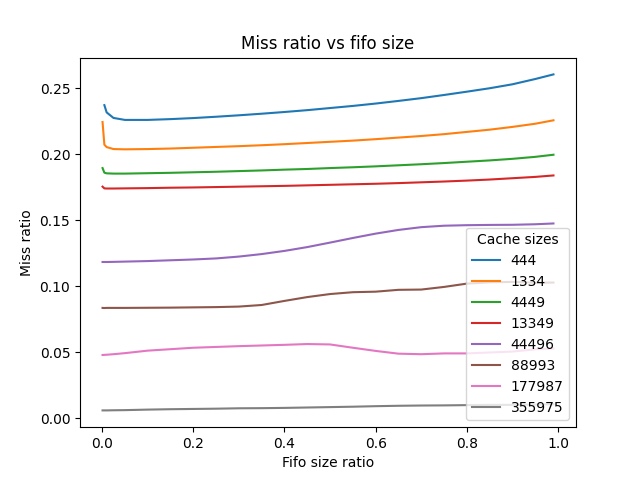 Miss ratio vs fifo size
Miss ratio
0.25
0.20
0.15
0.10
0.05
0.00
0.0 0.2 0.4 0.6 0.8 1.0
Fifo size ratio
Cache sizes
444
1334
4449
13349
44496
88993
177987
355975